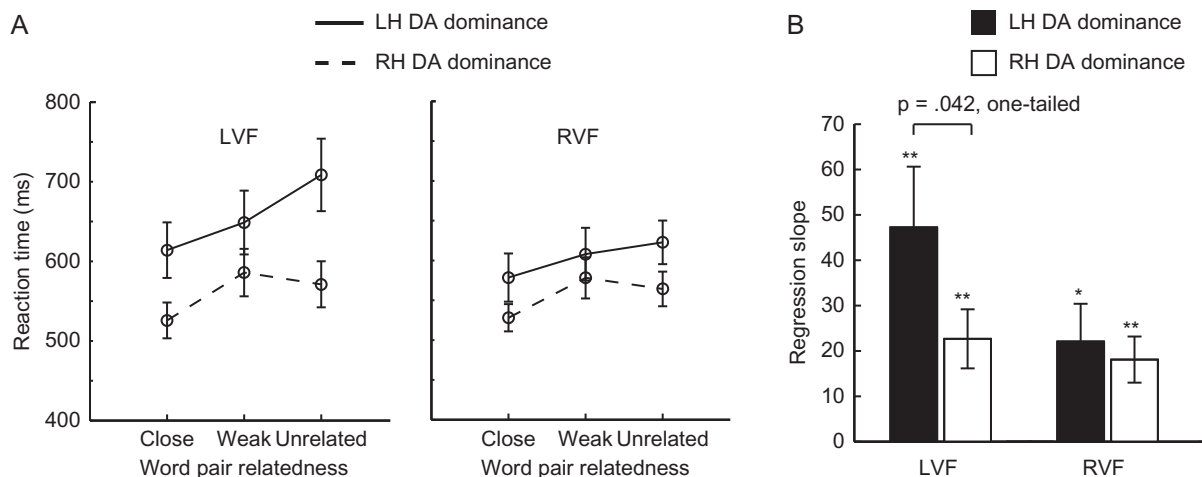 A
LH DA dominance
RH DA dominance
800
700
600
500
400
Reaction time (ms)
LVF
RVF
Close Weak Unrelated
Word pair relatedness
Close Weak Unrelated
Word pair relatedness
B
LH DA dominance
RH DA dominance
p = .042, one-tailed
70
60
50
40
30
20
10
0
Regression slope
**
**
*
**
LVF
RVF